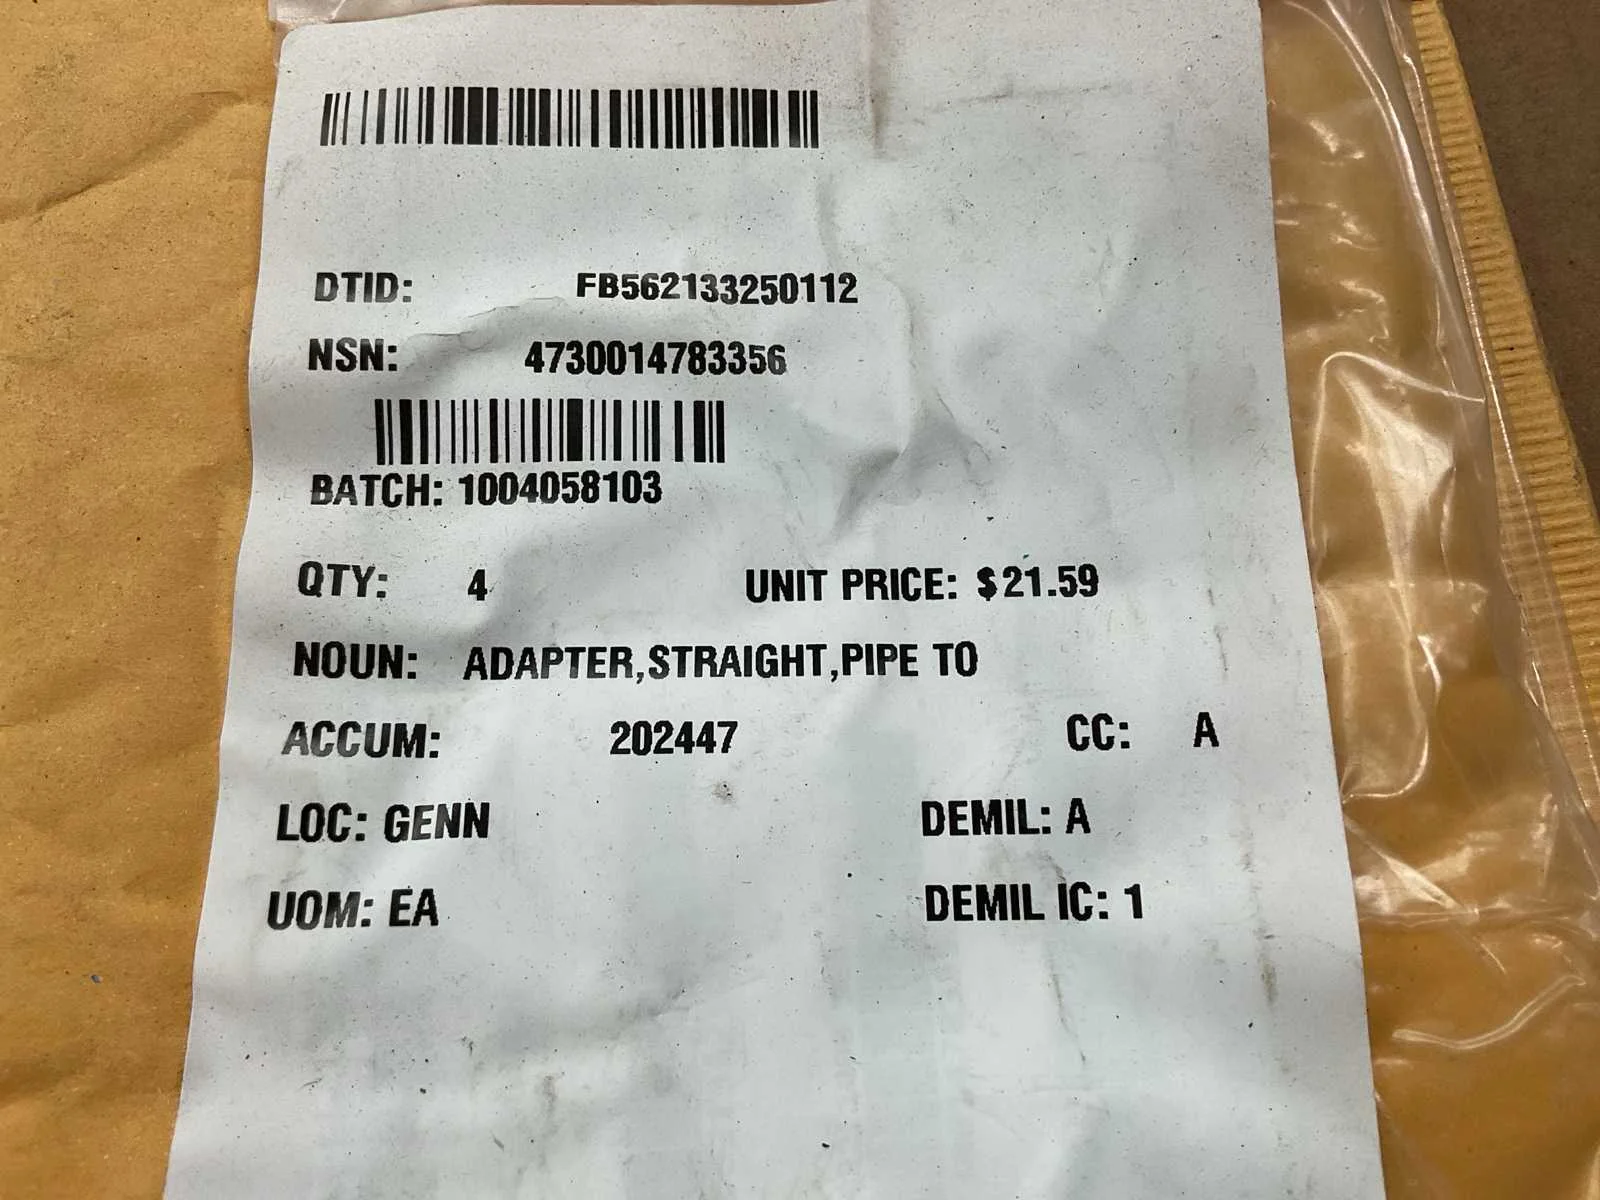 DTID: FB562133250112
NSN: 4730014783356
BATCH: 1004058103
QTY: 4 UNIT PRICE: $21.59
NOUN: ADAPTER,STRAIGHT,PIPE TO
ACCUM: 202447 CC: A
LOC: GENN DEMIL: A
UOM: EA DEMIL IC: 1